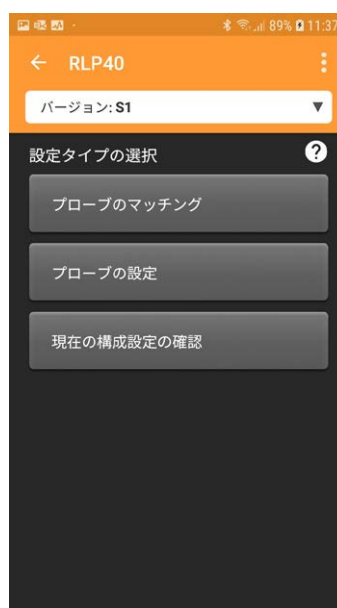 89% 11:37
RLP40
バージョン: S1
設定タイプの選択
プローブのマッチング
プローブの設定
現在の構成設定の確認